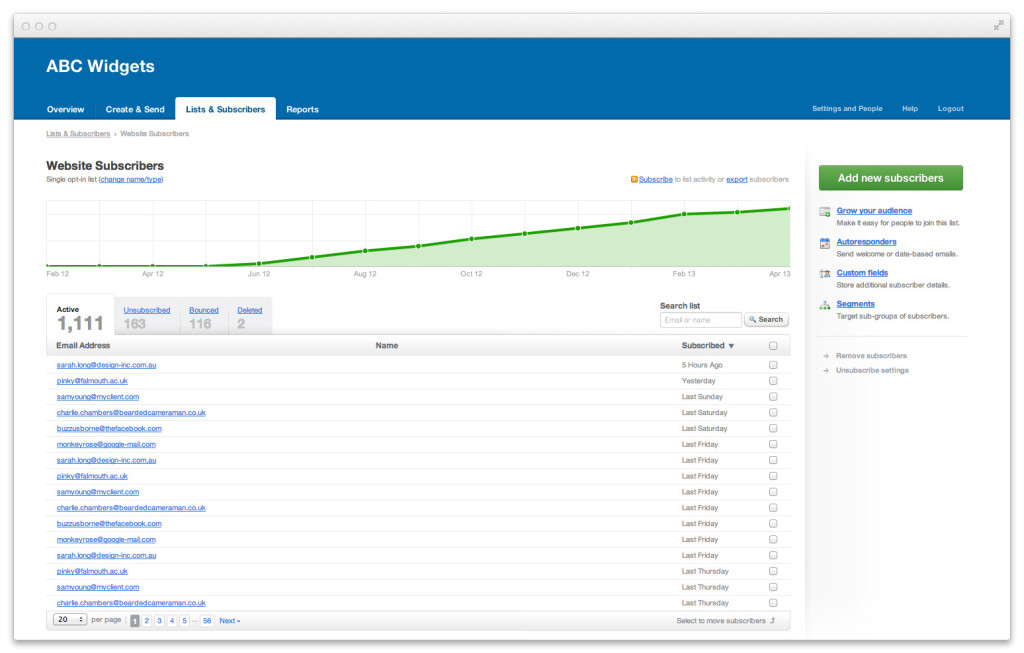 ABC Widgets
Overview Create & Send Lists & Subscribers Reports Settings and People Help Logout
Lists & Subscribers › Website Subscribers
Website Subscribers
Single opt-in list (change name/type)
Subscribe to list activity or export subscribers
Feb 12 Apr 12 Jun 12 Aug 12 Oct 12 Dec 12 Feb 13 Apr 13
Active Unsubscribed Bounced Deleted
1,111 163 116 2
Search list
Email or name Search
Email Address Name Subscribed ▼
sarah.long@design-inc.com.au 5 Hours Ago
pinky@falmouth.ac.uk Yesterday
samyoung@myclient.com Last Sunday
charlie.chambers@beardedcameraman.co.uk Last Saturday
buzzusborne@thefacebook.com Last Saturday
monkeyrose@google-mail.com Last Friday
sarah.long@design-inc.com.au Last Friday
pinky@falmouth.ac.uk Last Friday
samyoung@myclient.com Last Friday
charlie.chambers@beardedcameraman.co.uk Last Friday
buzzusborne@thefacebook.com Last Friday
monkeyrose@google-mail.com Last Friday
sarah.long@design-inc.com.au Last Friday
pinky@falmouth.ac.uk Last Thursday
samyoung@myclient.com Last Thursday
charlie.chambers@beardedcameraman.co.uk Last Thursday
20 per page 1 2 3 4 5 ... 56 Next » Select to move subscribers
Add new subscribers
Grow your audience
Make it easy for people to join this list.
Autoresponders
Send welcome or date-based emails.
Custom fields
Store additional subscriber details.
Segments
Target sub-groups of subscribers.
Remove subscribers
Unsubscribe settings